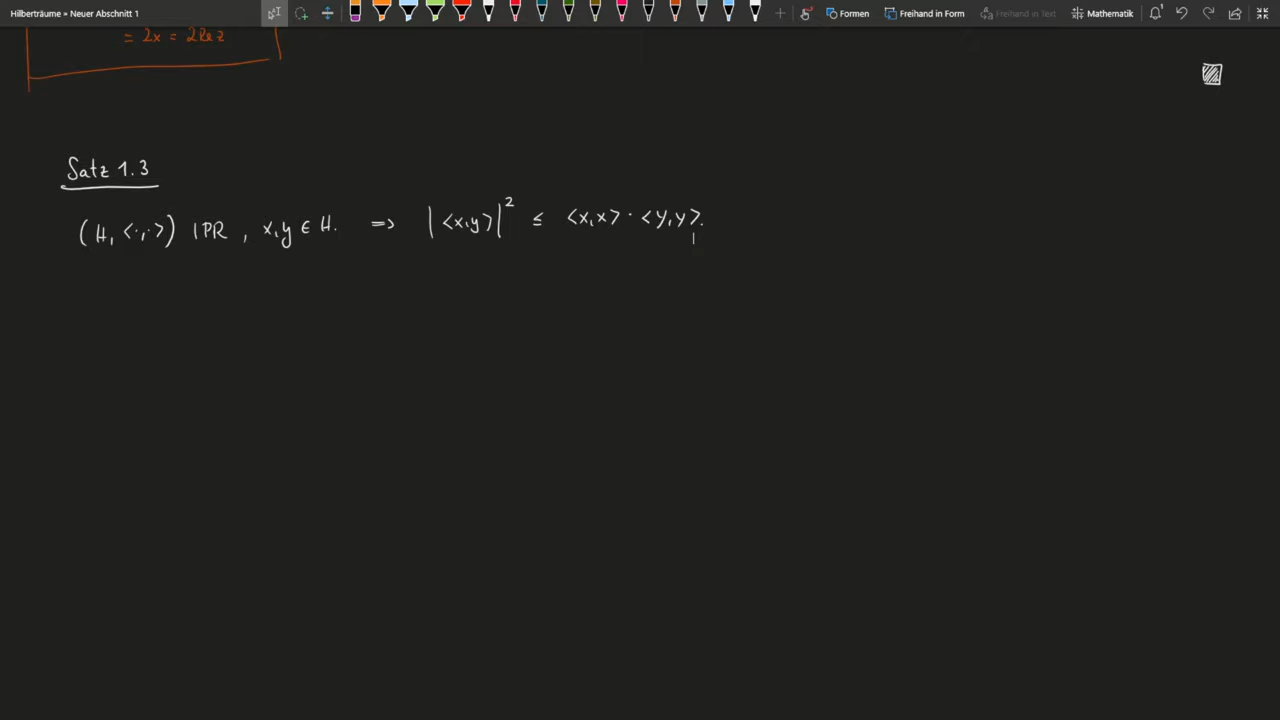 Hilberträume » Neuer Abschnitt 1
Formen
Freihand in Form
Freihand in Text
Mathematik
= 2x = 2Re z
Satz 1.3
(H, <·,·>) IPR , x,y ∈ H. ⇒ |<x,y>|² ≤ <x,x> · <y,y>.